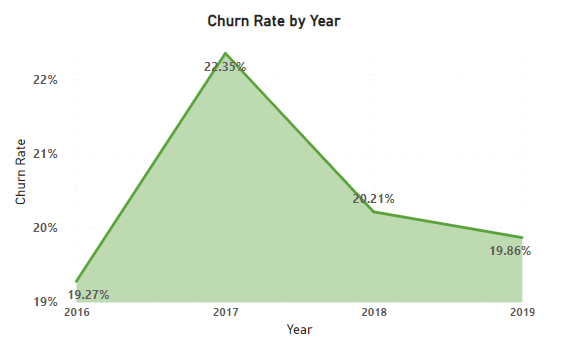 Churn Rate by Year
22.35%
22%
21%
Churn Rate
20.21%
20%
19.86%
19.27%
19%
2016 2017 2018 2019
Year